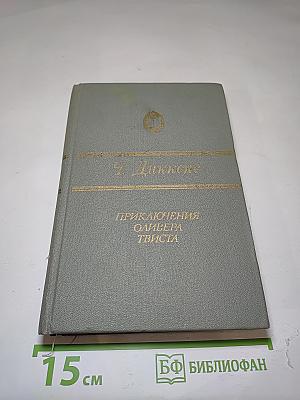 Ч. Диккенс
ПРИКЛЮЧЕНИЯ
ОЛИВЕРА
ТВИСТА
15 см
БФ БИБЛИОФАН